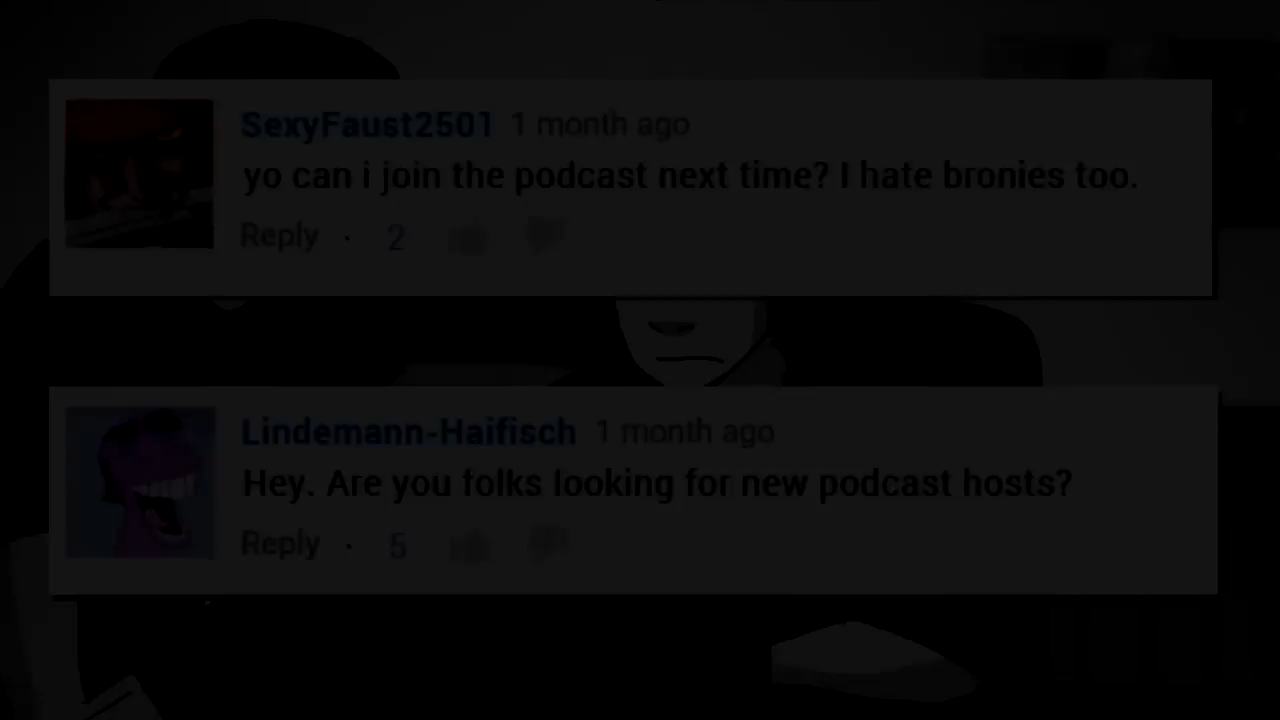 SexyFaust2501 1 month ago
yo can i join the podcast next time? I hate bronies too.
Reply · 2
Lindemann-Haifisch 1 month ago
Hey. Are you folks looking for new podcast hosts?
Reply · 5